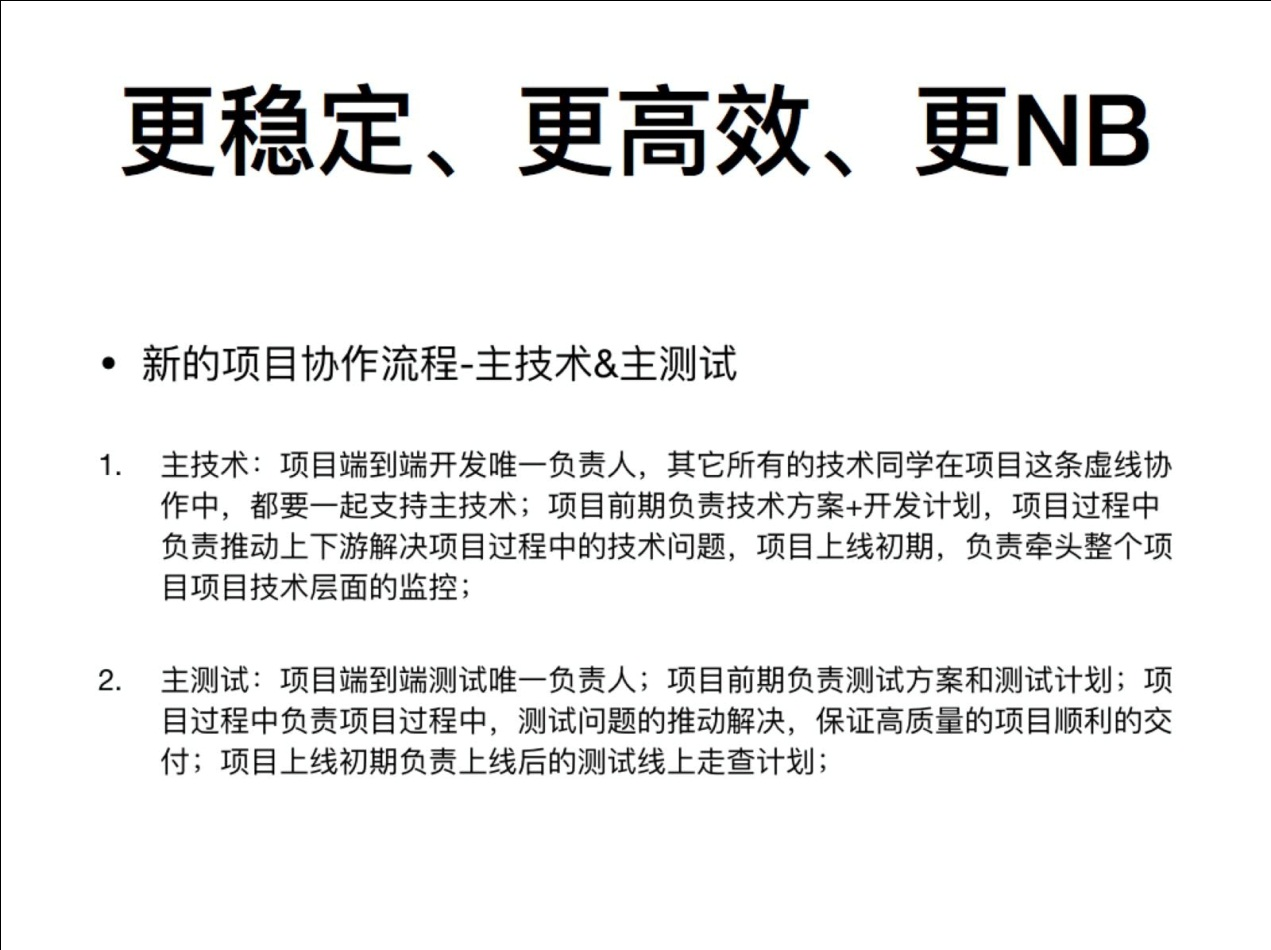 更稳定、更高效、更NB
• 新的项目协作流程-主技术&主测试
1. 主技术：项目端到端开发唯一负责人，其它所有的技术同学在项目这条虚线协
作中，都要一起支持主技术；项目前期负责技术方案+开发计划，项目过程中
负责推动上下游解决项目过程中的技术问题，项目上线初期，负责牵头整个项
目项目技术层面的监控；
2. 主测试：项目端到端测试唯一负责人；项目前期负责测试方案和测试计划；项
目过程中负责项目过程中，测试问题的推动解决，保证高质量的项目顺利的交
付；项目上线初期负责上线后的测试线上走查计划；